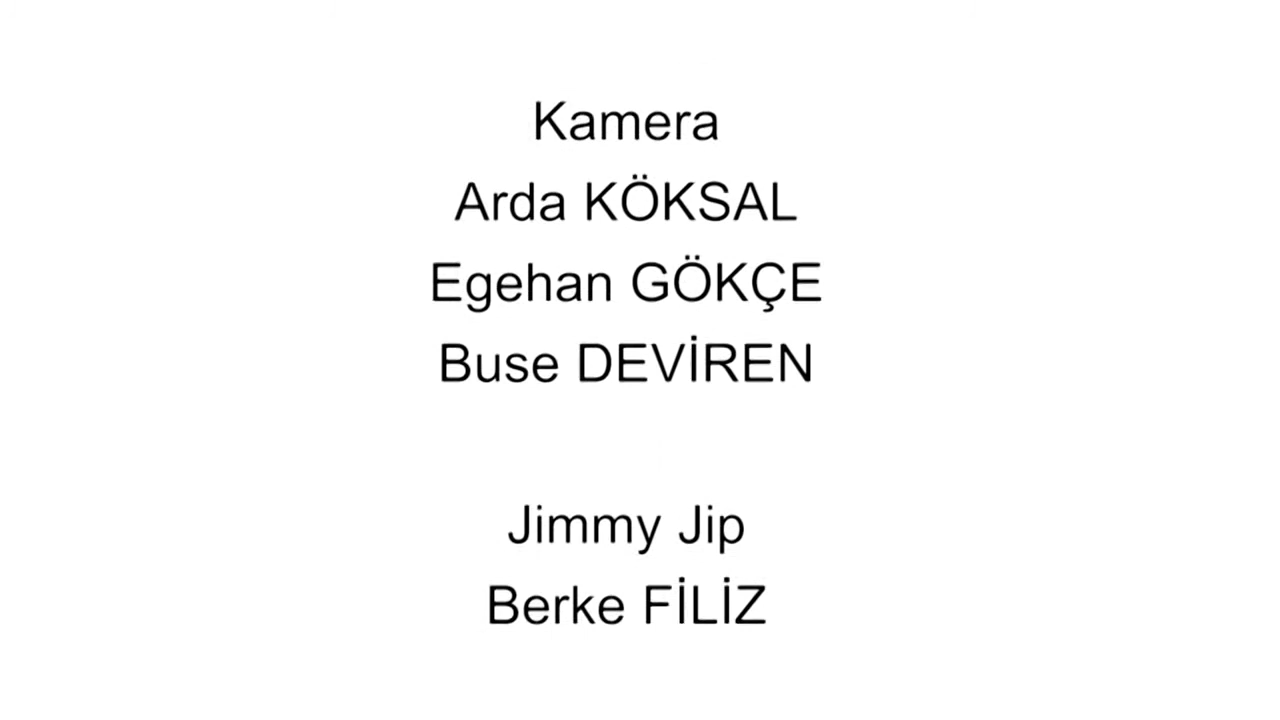 Kamera
Arda KÖKSAL
Egehan GÖKÇE
Buse DEVİREN
Jimmy Jip
Berke FİLİZ